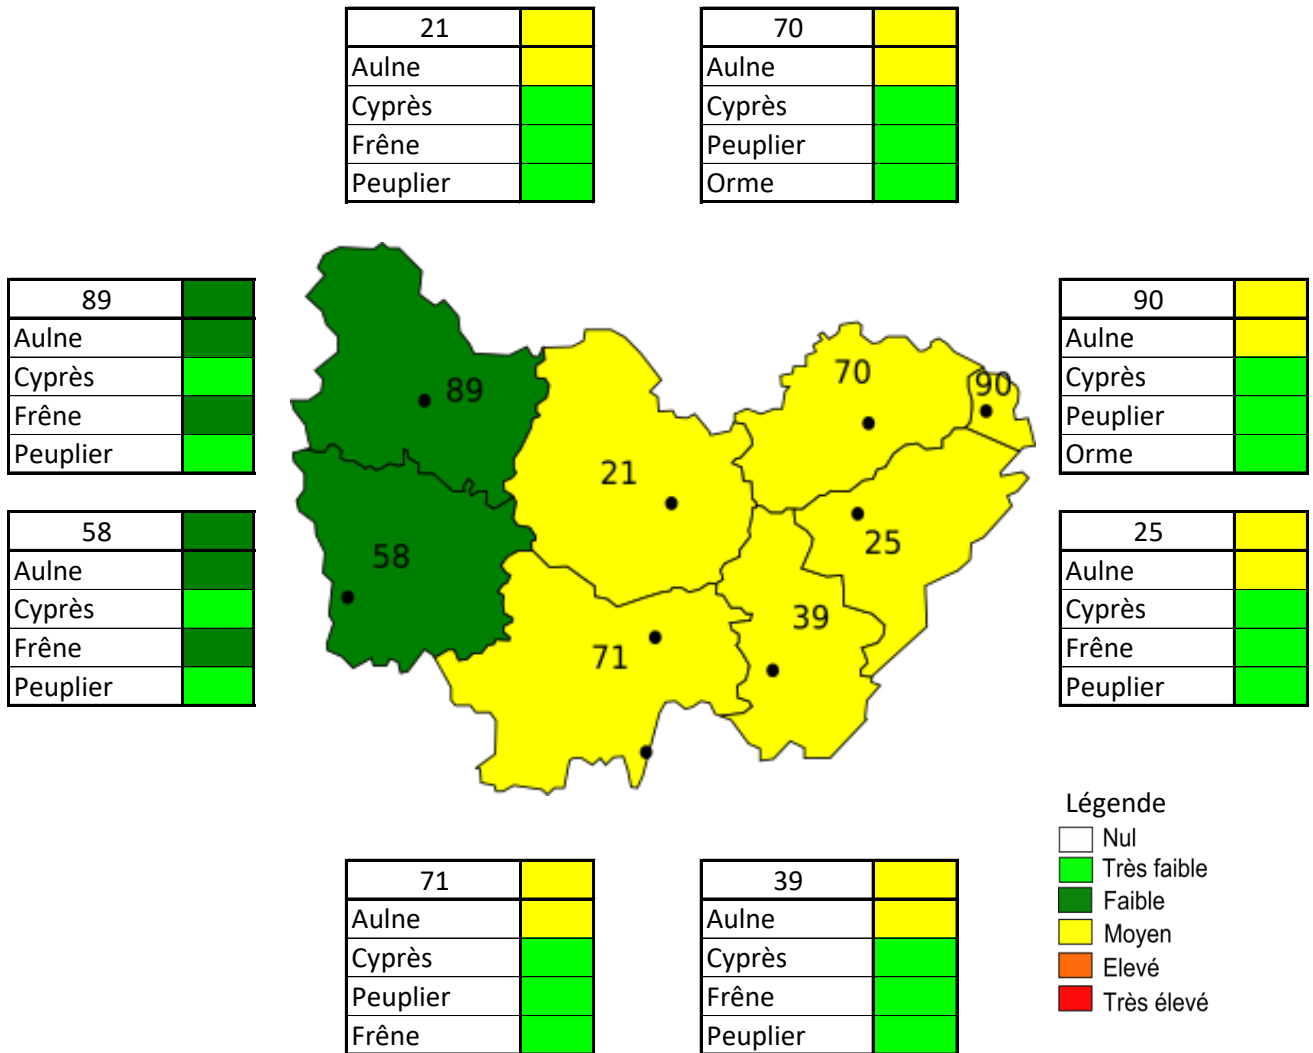 21
Aulne
Cyprès
Frêne
Peuplier
70
Aulne
Cyprès
Peuplier
Orme
89
Aulne
Cyprès
Frêne
Peuplier
58
Aulne
Cyprès
Frêne
Peuplier
89
21
70
90
58
25
39
71
90
Aulne
Cyprès
Peuplier
Orme
25
Aulne
Cyprès
Frêne
Peuplier
71
Aulne
Cyprès
Peuplier
Frêne
39
Aulne
Cyprès
Frêne
Peuplier
Légende
Nul
Très faible
Faible
Moyen
Elevé
Très élevé